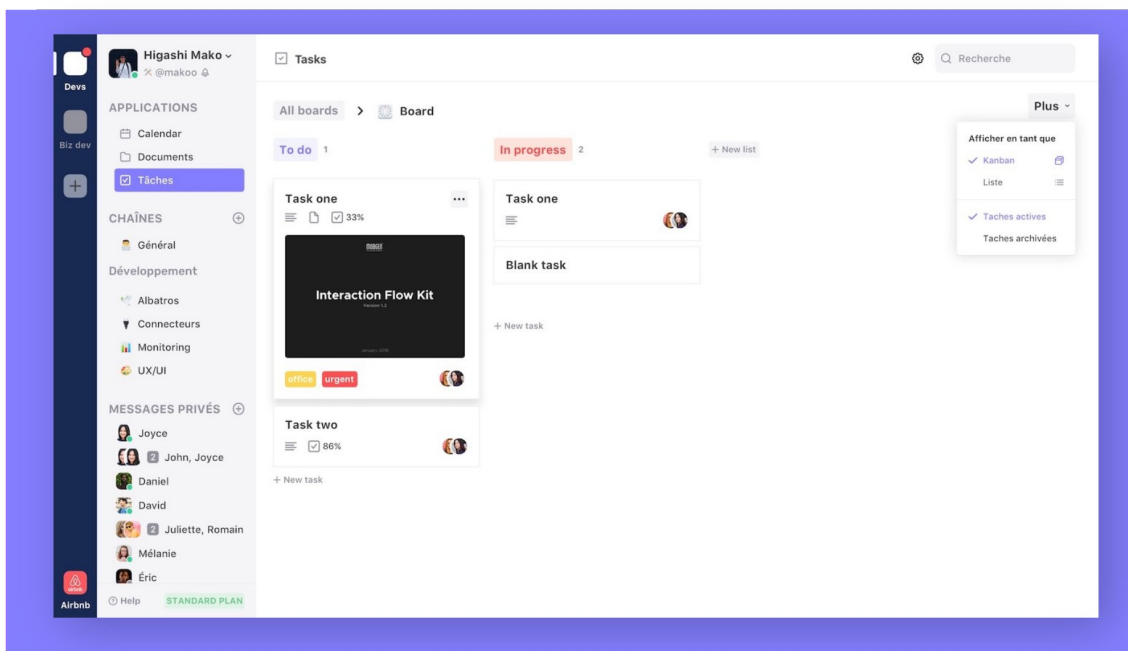 Devs
Biz dev
Airbnb
Higashi Mako
@makoo
APPLICATIONS
Calendar
Documents
Tâches
CHAÎNES
Général
Développement
Albatros
Connecteurs
Monitoring
UX/UI
MESSAGES PRIVÉS
Joyce
2 John, Joyce
Daniel
David
2 Juliette, Romain
Mélanie
Éric
Help STANDARD PLAN
Tasks
Recherche
All boards > Board
Plus
To do 1
Task one
33%
Interaction Flow Kit
Version 1.2
office urgent
Task two
86%
+ New task
In progress 2
Task one
Blank task
+ New task
+ New list
Afficher en tant que
Kanban
Liste
Taches actives
Taches archivées